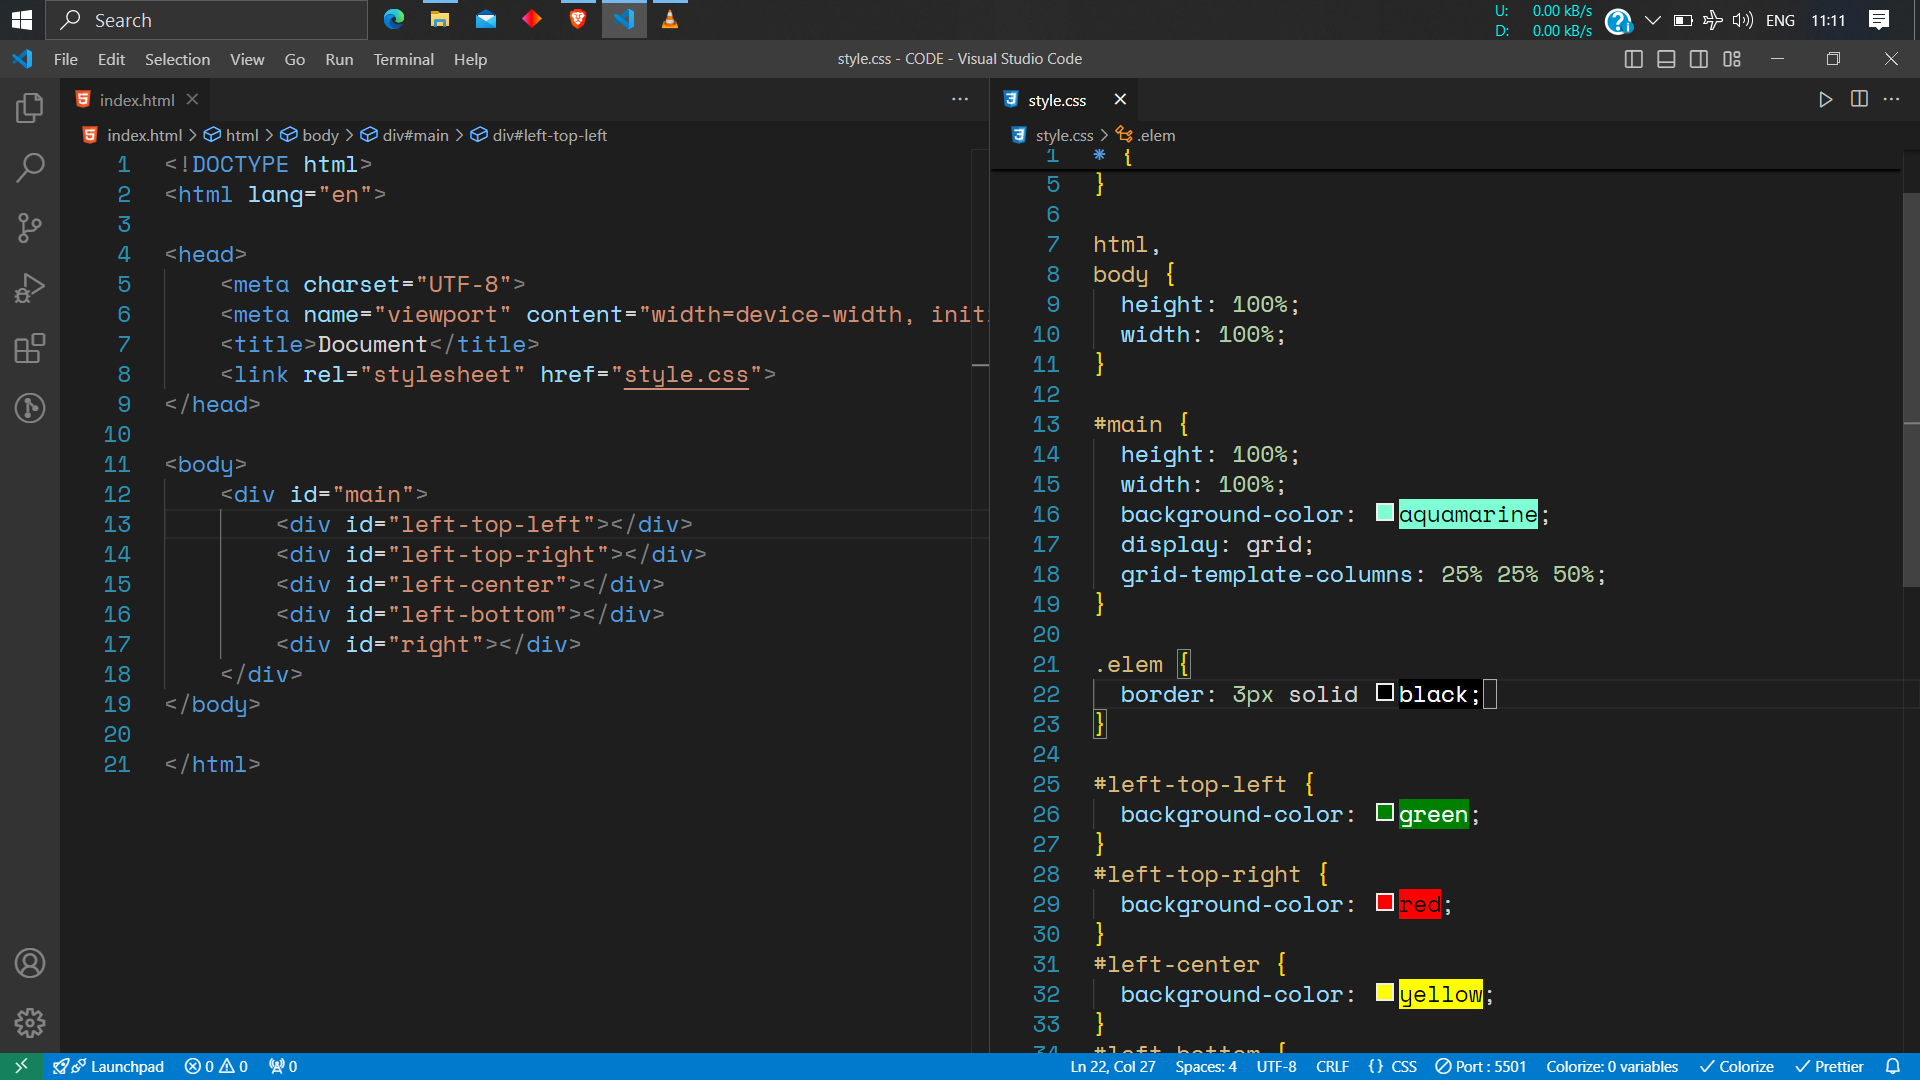 Search
U: 0.00 kB/s
D: 0.00 kB/s
ENG
11:11
File Edit Selection View Go Run Terminal Help
style.css - CODE - Visual Studio Code
index.html
index.html > html > body > div#main > div#left-top-left
1 <!DOCTYPE html>
2 <html lang="en">
3
4 <head>
5 <meta charset="UTF-8">
6 <meta name="viewport" content="width=device-width, init
7 <title>Document</title>
8 <link rel="stylesheet" href="style.css">
9 </head>
10
11 <body>
12 <div id="main">
13 <div id="left-top-left"></div>
14 <div id="left-top-right"></div>
15 <div id="left-center"></div>
16 <div id="left-bottom"></div>
17 <div id="right"></div>
18 </div>
19 </body>
20
21 </html>
style.css
style.css > .elem
1 * {
5 }
6
7 html,
8 body {
9 height: 100%;
10 width: 100%;
11 }
12
13 #main {
14 height: 100%;
15 width: 100%;
16 background-color: aquamarine;
17 display: grid;
18 grid-template-columns: 25% 25% 50%;
19 }
20
21 .elem {
22 border: 3px solid black;
23 }
24
25 #left-top-left {
26 background-color: green;
27 }
28 #left-top-right {
29 background-color: red;
30 }
31 #left-center {
32 background-color: yellow;
33 }
34 #left-bottom {
Launchpad 0 0 0
Ln 22, Col 27 Spaces: 4 UTF-8 CRLF {} CSS Port : 5501 Colorize: 0 variables Colorize Prettier